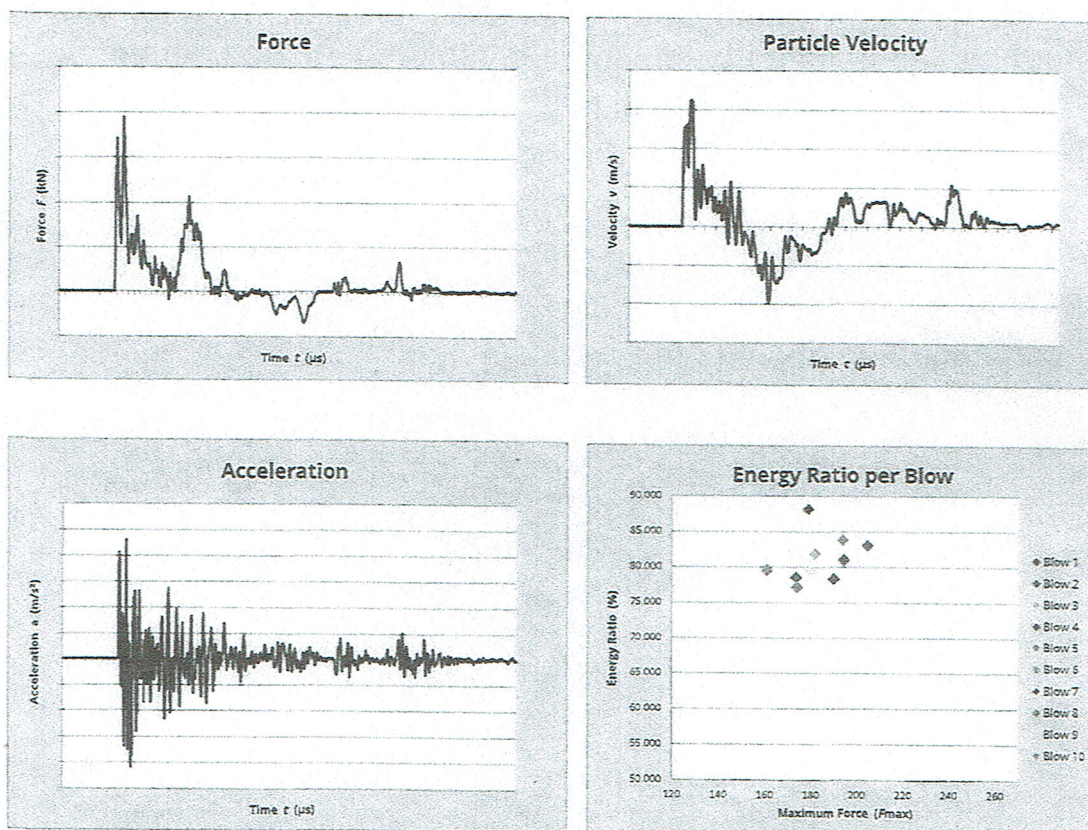 Force
Force F (kN)
Time t (µs)
Particle Velocity
Velocity v (m/s)
Time t (µs)
Acceleration
Acceleration a (m/s²)
Time t (µs)
Energy Ratio per Blow
Energy Ratio (%)
90.000
85.000
80.000
75.000
70.000
65.000
60.000
55.000
50.000
120 140 160 180 200 220 240 260
Maximum Force (Fmax)
Blow 1
Blow 2
Blow 3
Blow 4
Blow 5
Blow 6
Blow 7
Blow 8
Blow 9
Blow 10